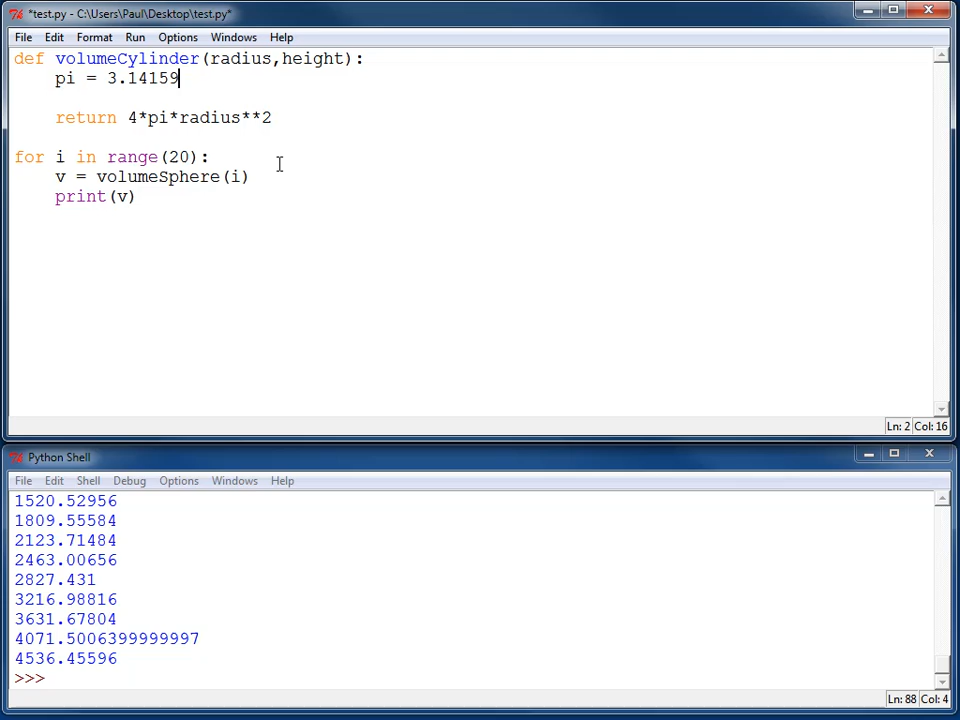 *test.py - C:\Users\Paul\Desktop\test.py*
File Edit Format Run Options Windows Help
def volumeCylinder(radius,height):
    pi = 3.14159
    return 4*pi*radius**2
for i in range(20):
    v = volumeSphere(i)
    print(v)
Ln: 2 Col: 16
Python Shell
File Edit Shell Debug Options Windows Help
1520.52956
1809.55584
2123.71484
2463.00656
2827.431
3216.98816
3631.67804
4071.5006399999997
4536.45596
>>>
Ln: 88 Col: 4